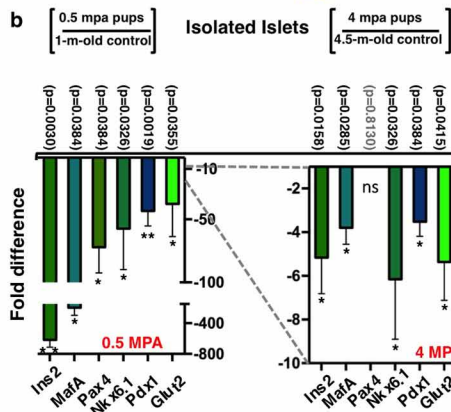 b
0.5 mpa pups
1-m-old control
Isolated Islets
4 mpa pups
4.5-m-old control
(p=0.0030)
(p=0.0384)
(p=0.0384)
(p=0.0326)
(p=0.0019)
(p=0.0355)
(p=0.0158)
(p=0.0285)
(p=0.8130)
(p=0.0326)
(p=0.0384)
(p=0.0415)
Fold difference
-10
-50
-100
-400
-800
-2
-4
-6
-8
-10
ns
* *
*
*
*
**
*
*
*
*
*
*
0.5 MPA
4 MP
Ins2
MafA
Pax4
Nkx6,1
Pdx1
Glut2
Ins2
MafA
Pax4
Nkx6,1
Pdx1
Glut2